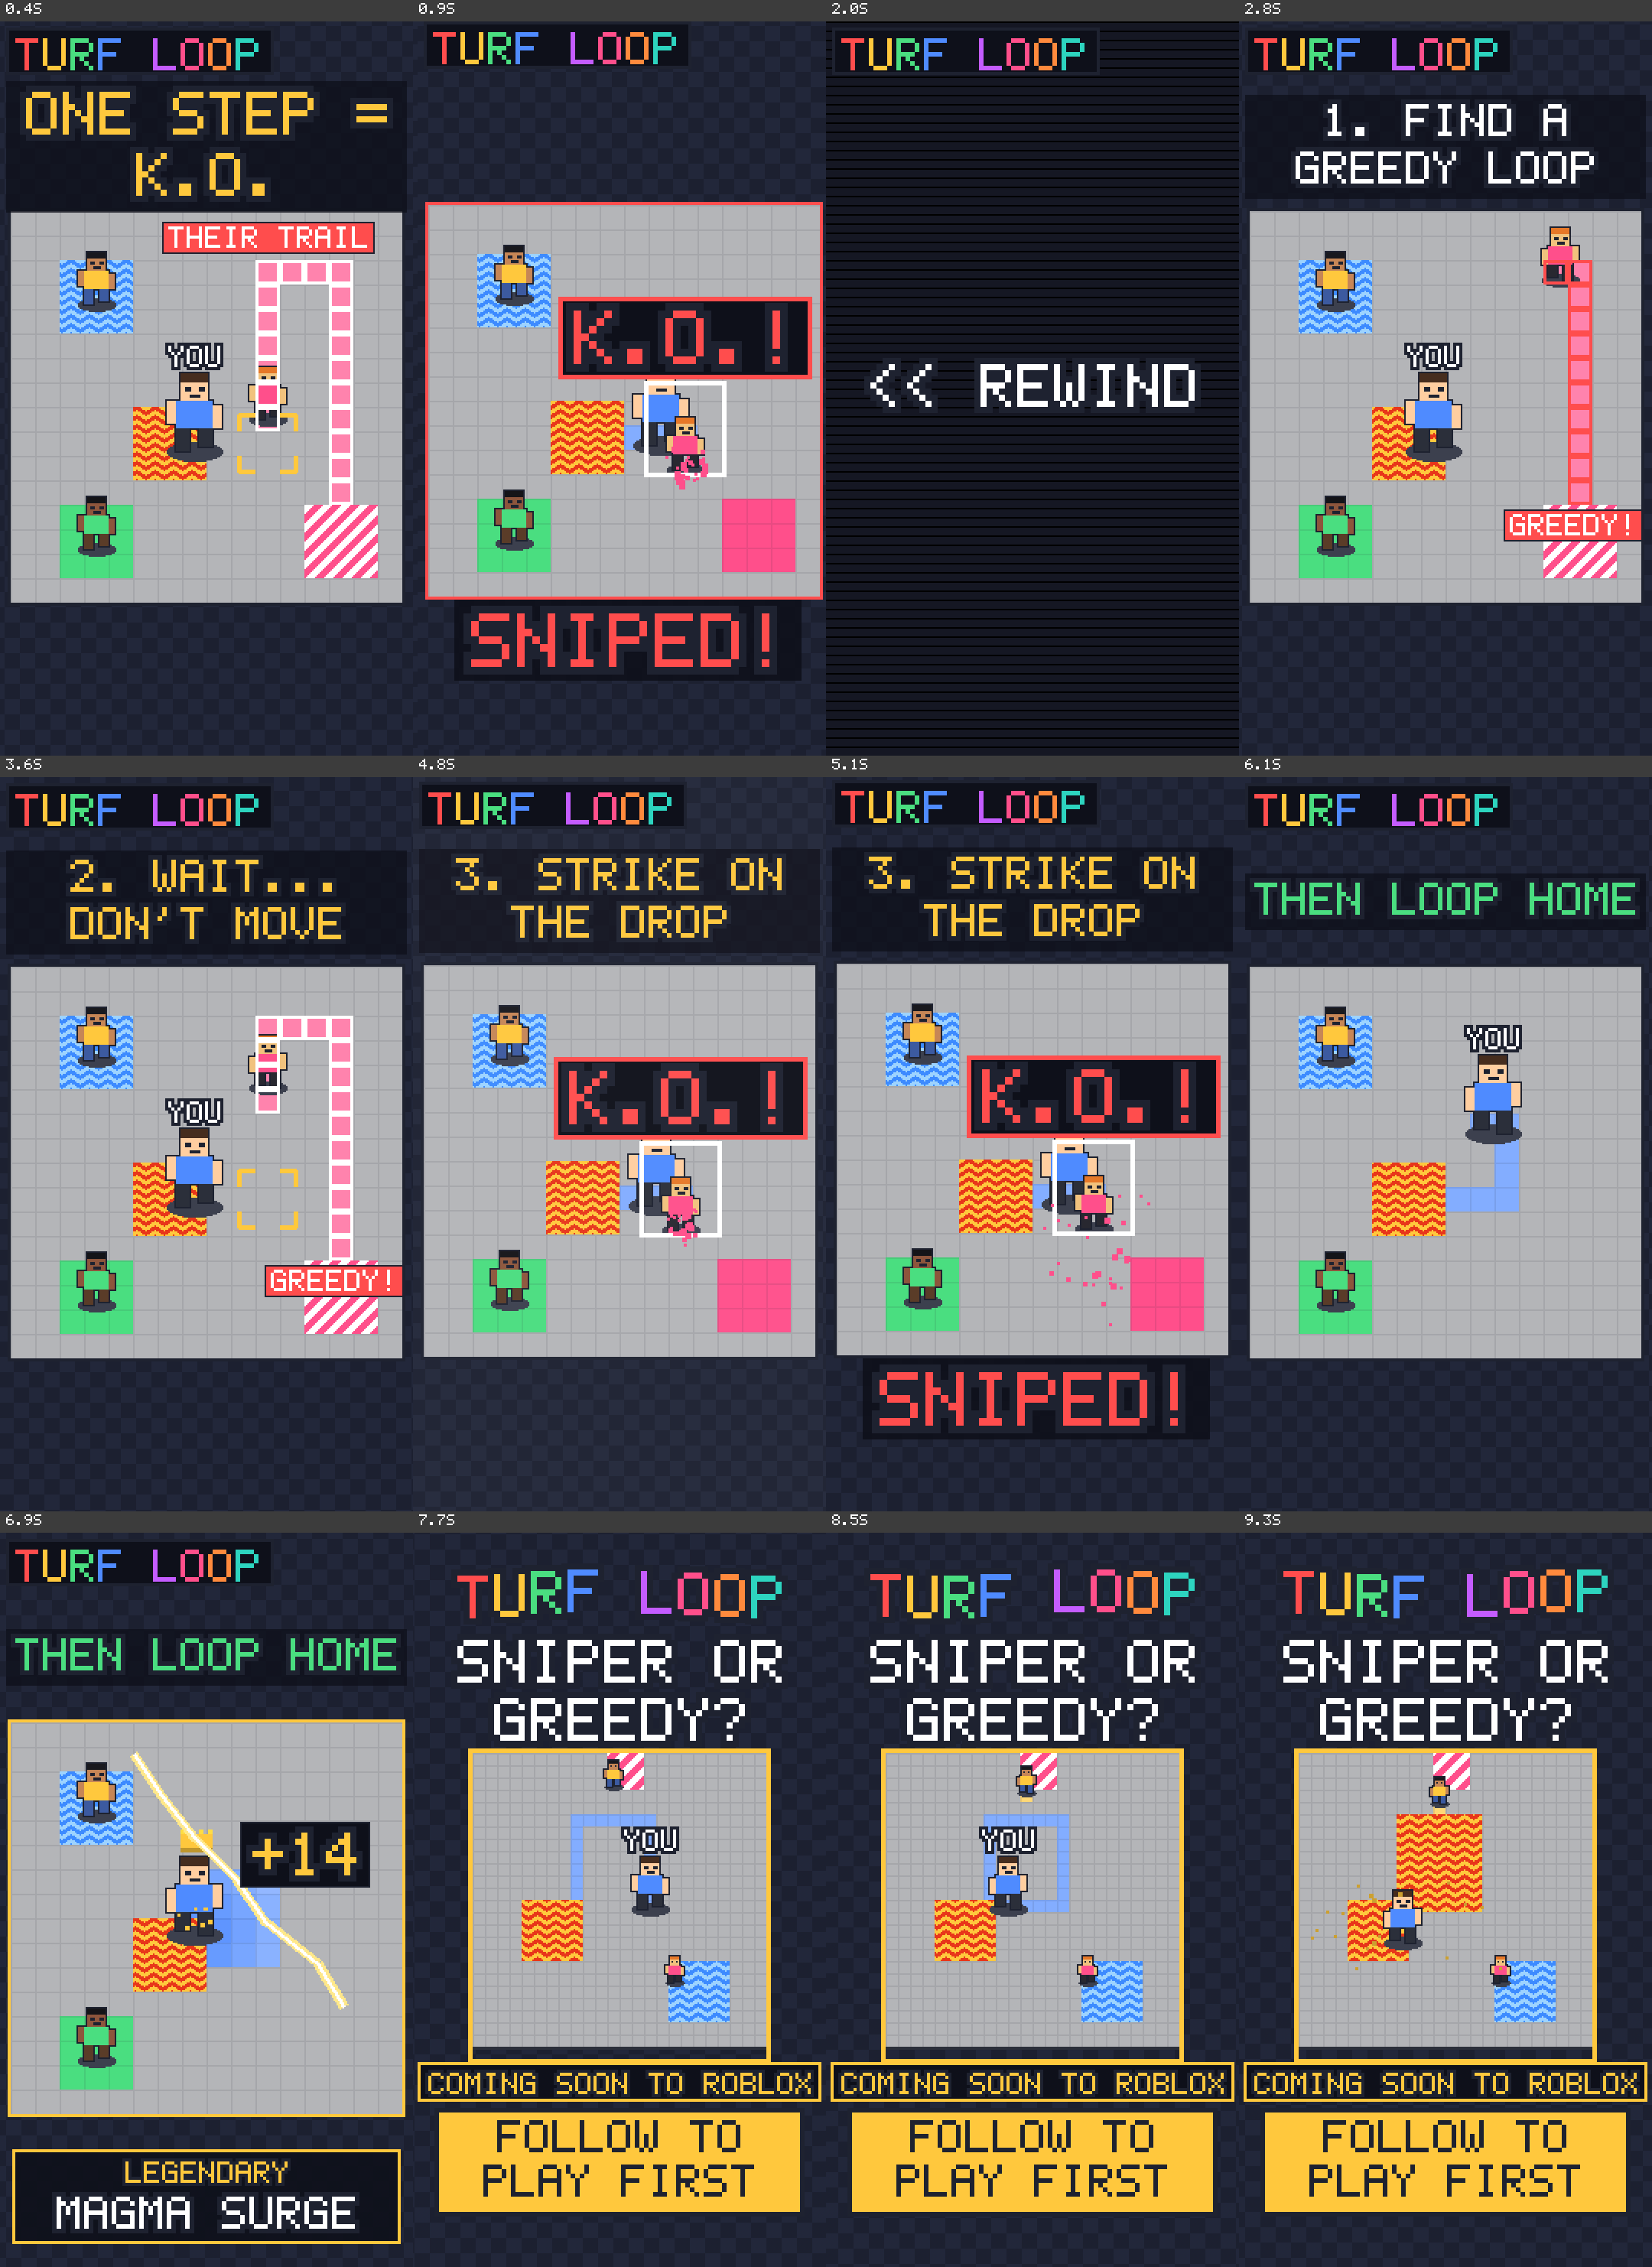 0.4S
TURF LOOP
ONE STEP =
K.O.
THEIR TRAIL
YOU
0.9S
TURF LOOP
K.O.!
SNIPED!
2.0S
TURF LOOP
<< REWIND
2.8S
TURF LOOP
1. FIND A
GREEDY LOOP
YOU
GREEDY!
3.6S
TURF LOOP
2. WAIT...
DON'T MOVE
YOU
GREEDY!
4.8S
TURF LOOP
3. STRIKE ON
THE DROP
K.O.!
5.1S
TURF LOOP
3. STRIKE ON
THE DROP
K.O.!
SNIPED!
6.1S
TURF LOOP
THEN LOOP HOME
YOU
6.9S
TURF LOOP
THEN LOOP HOME
+14
LEGENDARY
MAGMA SURGE
7.7S
TURF LOOP
SNIPER OR
GREEDY?
YOU
COMING SOON TO ROBLOX
FOLLOW TO
PLAY FIRST
8.5S
TURF LOOP
SNIPER OR
GREEDY?
YOU
COMING SOON TO ROBLOX
FOLLOW TO
PLAY FIRST
9.3S
TURF LOOP
SNIPER OR
GREEDY?
COMING SOON TO ROBLOX
FOLLOW TO
PLAY FIRST